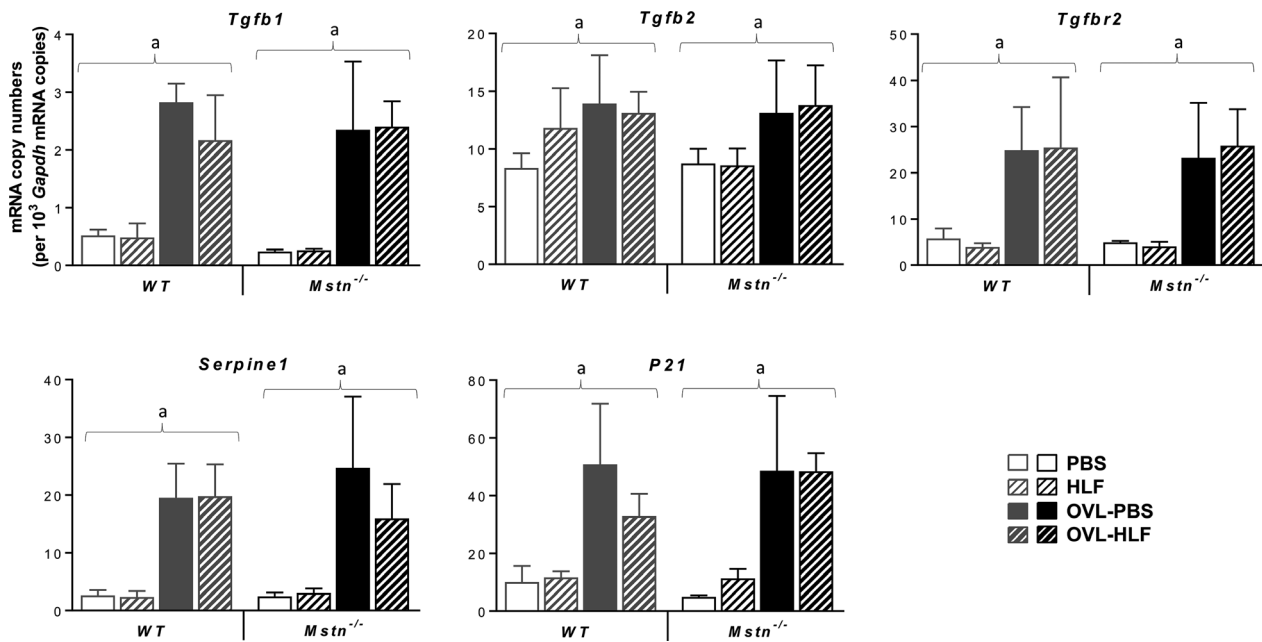 mRNA copy numbers
(per 10³ Gapdh mRNA copies)
Tgfb1
a
a
4
3
2
1
0
WT
Mstn⁻/⁻
Tgfb2
a
a
20
15
10
5
0
WT
Mstn⁻/⁻
Tgfbr2
a
a
50
40
30
20
10
0
WT
Mstn⁻/⁻
Serpine1
a
a
40
30
20
10
0
WT
Mstn⁻/⁻
P21
a
a
80
60
40
20
0
WT
Mstn⁻/⁻
PBS
HLF
OVL-PBS
OVL-HLF